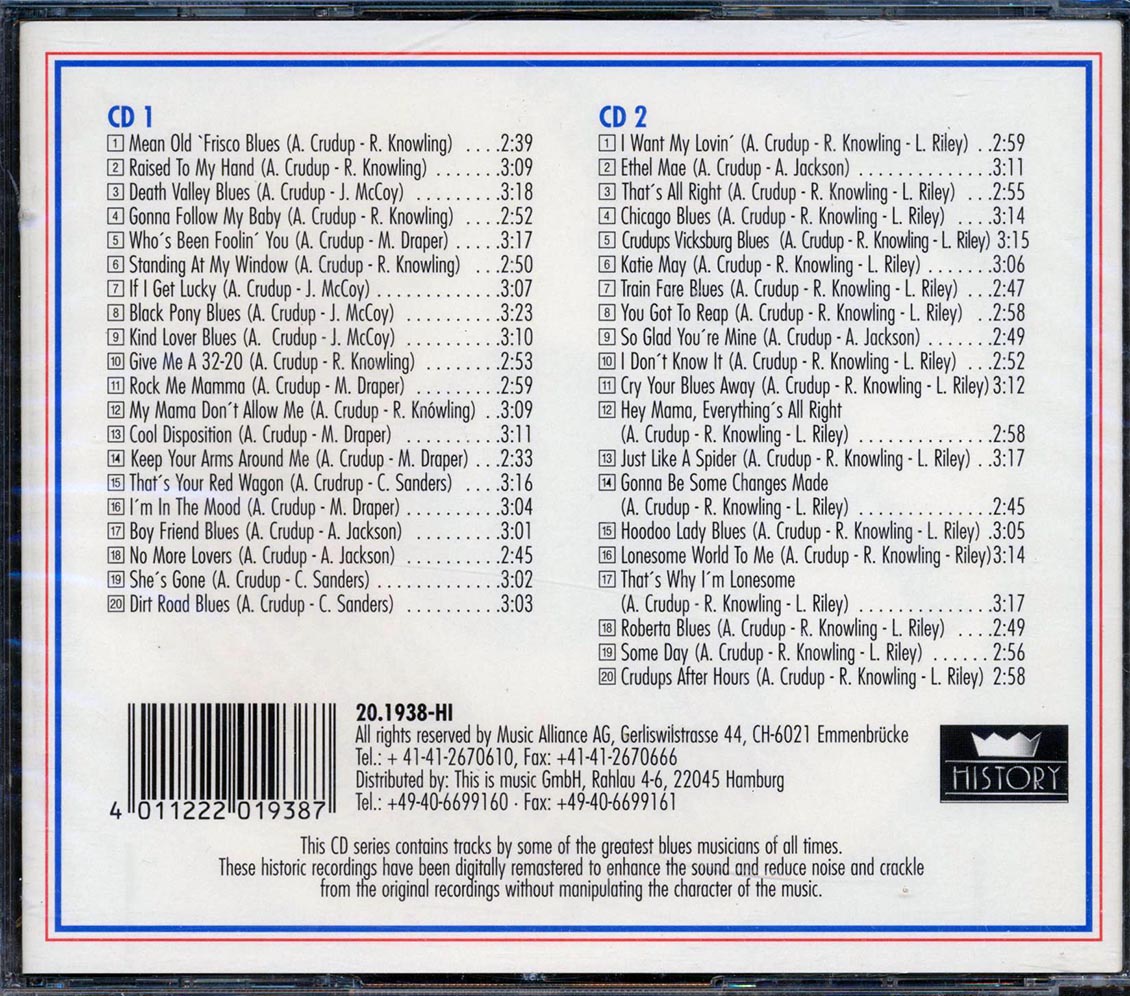 CD 1
1 Mean Old `Frisco Blues (A. Crudup - R. Knowling) ....2:39
2 Raised To My Hand (A. Crudup - R. Knowling) .......3:09
3 Death Valley Blues (A. Crudup - J. McCoy) ........3:18
4 Gonna Follow My Baby (A. Crudup - R. Knowling) ....2:52
5 Who´s Been Foolin´ You (A. Crudup - M. Draper) .....3:17
6 Standing At My Window (A. Crudup - R. Knowling) ...2:50
7 If I Get Lucky (A. Crudup - J. McCoy) ...........3:07
8 Black Pony Blues (A. Crudup - J. McCoy) .........3:23
9 Kind Lover Blues (A. Crudup - J. McCoy) .........3:10
10 Give Me A 32-20 (A. Crudup - R. Knowling) ........2:53
11 Rock Me Mamma (A. Crudup - M. Draper) .........2:59
12 My Mama Don´t Allow Me (A. Crudup - R. Knówling) ..3:09
13 Cool Disposition (A. Crudup - M. Draper) .........3:11
14 Keep Your Arms Around Me (A. Crudup - M. Draper) ...2:33
15 That´s Your Red Wagon (A. Crudrup - C. Sanders) ....3:16
16 I´m In The Mood (A. Crudup - M. Draper) .........3:04
17 Boy Friend Blues (A. Crudup - A. Jackson) ........3:01
18 No More Lovers (A. Crudup - A. Jackson) .........2:45
19 She´s Gone (A. Crudup - C. Sanders) ...........3:02
20 Dirt Road Blues (A. Crudup - C. Sanders) .........3:03
CD 2
1 I Want My Lovin´ (A. Crudup - R. Knowling - L. Riley) ..2:59
2 Ethel Mae (A. Crudup - A. Jackson) .............3:11
3 That´s All Right (A. Crudup - R. Knowling - L. Riley) ...2:55
4 Chicago Blues (A. Crudup - R. Knowling - L. Riley) ....3:14
5 Crudups Vicksburg Blues (A. Crudup - R. Knowling - L. Riley) 3:15
6 Katie May (A. Crudup - R. Knowling - L. Riley) .......3:06
7 Train Fare Blues (A. Crudup - R. Knowling - L. Riley) ...2:47
8 You Got To Reap (A. Crudup - R. Knowling - L. Riley) ..2:58
9 So Glad You´re Mine (A. Crudup - A. Jackson) .......2:49
10 I Don´t Know It (A. Crudup - R. Knowling - L. Riley) ...2:52
11 Cry Your Blues Away (A. Crudup - R. Knowling - L. Riley) 3:12
12 Hey Mama, Everything´s All Right
(A. Crudup - R. Knowling - L. Riley) .............2:58
13 Just Like A Spider (A. Crudup - R. Knowling - L. Riley) ..3:17
14 Gonna Be Some Changes Made
(A. Crudup - R. Knowling - L. Riley) .............2:45
15 Hoodoo Lady Blues (A. Crudup - R. Knowling - L. Riley) .3:05
16 Lonesome World To Me (A. Crudup - R. Knowling - Riley)3:14
17 That´s Why I´m Lonesome
(A. Crudup - R. Knowling - L. Riley) .............3:17
18 Roberta Blues (A. Crudup - R. Knowling - L. Riley) ....2:49
19 Some Day (A. Crudup - R. Knowling - L. Riley) ......2:56
20 Crudups After Hours (A. Crudup - R. Knowling - L. Riley) 2:58
20.1938-HI
All rights reserved by Music Alliance AG, Gerliswilstrasse 44, CH-6021 Emmenbrücke
Tel.: + 41-41-2670610, Fax: +41-41-2670666
Distributed by: This is music GmbH, Rahlau 4-6, 22045 Hamburg
Tel.: +49-40-6699160 · Fax: +49-40-6699161
4 011222 019387
HISTORY
This CD series contains tracks by some of the greatest blues musicians of all times.
These historic recordings have been digitally remastered to enhance the sound and reduce noise and crackle
from the original recordings without manipulating the character of the music.